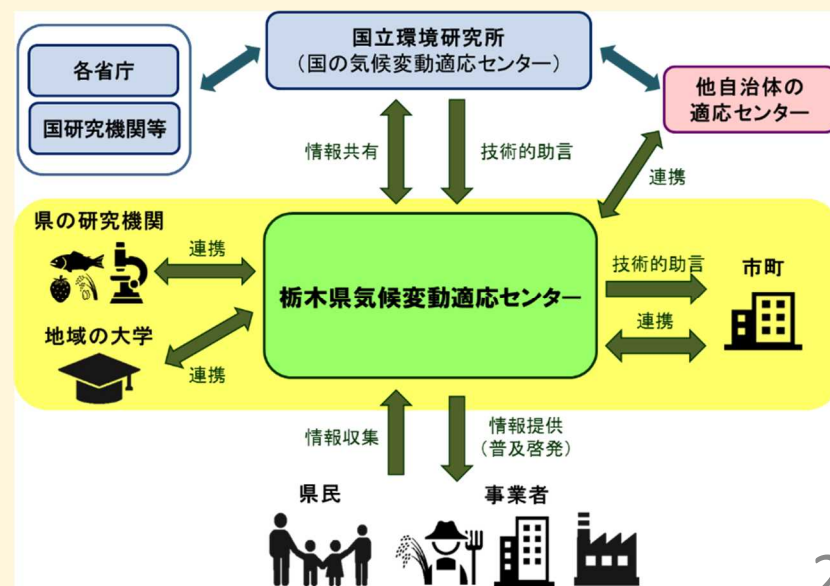 国立環境研究所
（国の気候変動適応センター）
各省庁
国研究機関等
他自治体の
適応センター
情報共有
技術的助言
連携
県の研究機関
連携
栃木県気候変動適応センター
技術的助言
市町
連携
地域の大学
連携
情報収集
情報提供
（普及啓発）
県民
事業者